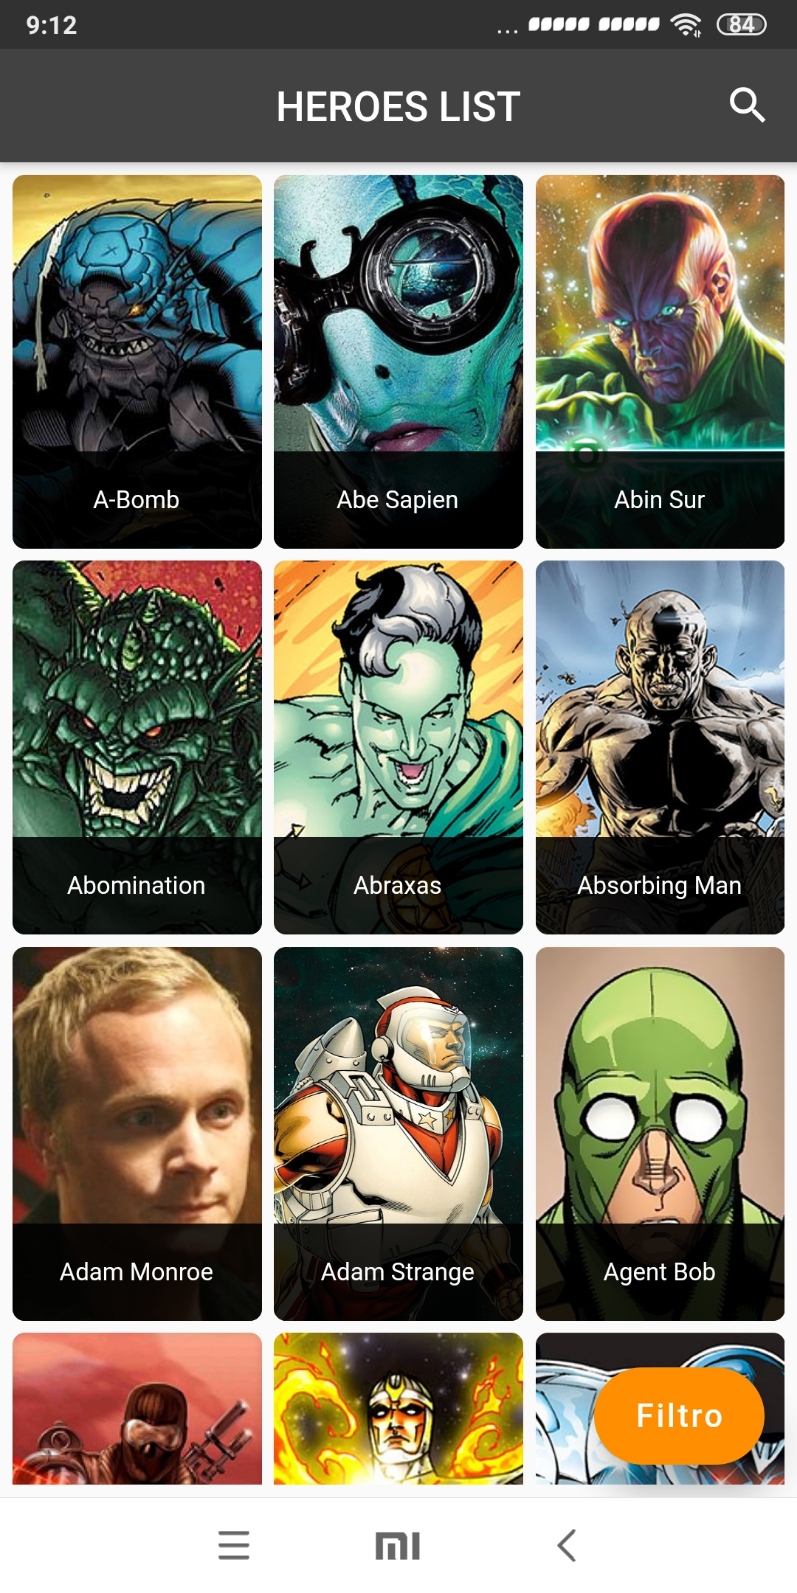 9:12
... 84
HEROES LIST
A-Bomb
Abe Sapien
Abin Sur
Abomination
Abraxas
Absorbing Man
Adam Monroe
Adam Strange
Agent Bob
Filtro